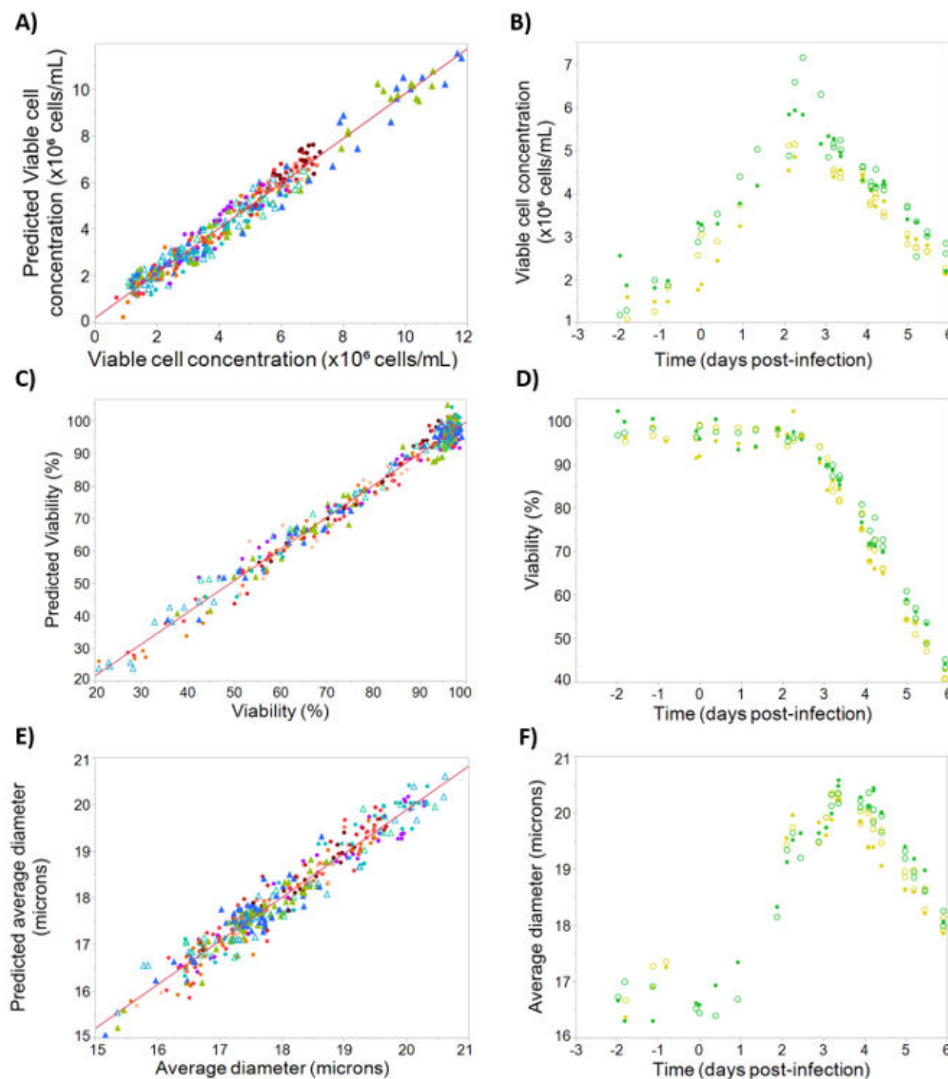 A)
Predicted Viable cell
concentration (x10⁶ cells/mL)
10
8
6
4
2
0
0 2 4 6 8 10 12
Viable cell concentration (x10⁶ cells/mL)
B)
Viable cell concentration
(x10⁶ cells/mL)
7
6
5
4
3
2
1
-3 -2 -1 0 1 2 3 4 5 6
Time (days post-infection)
C)
Predicted Viability (%)
100
90
80
70
60
50
40
30
20
20 30 40 50 60 70 80 90 100
Viability (%)
D)
Viability (%)
100
90
80
70
60
50
40
-3 -2 -1 0 1 2 3 4 5 6
Time (days post-infection)
E)
Predicted average diameter
(microns)
21
20
19
18
17
16
15
15 16 17 18 19 20 21
Average diameter (microns)
F)
Average diameter (microns)
21
20
19
18
17
16
-3 -2 -1 0 1 2 3 4 5 6
Time (days post-infection)